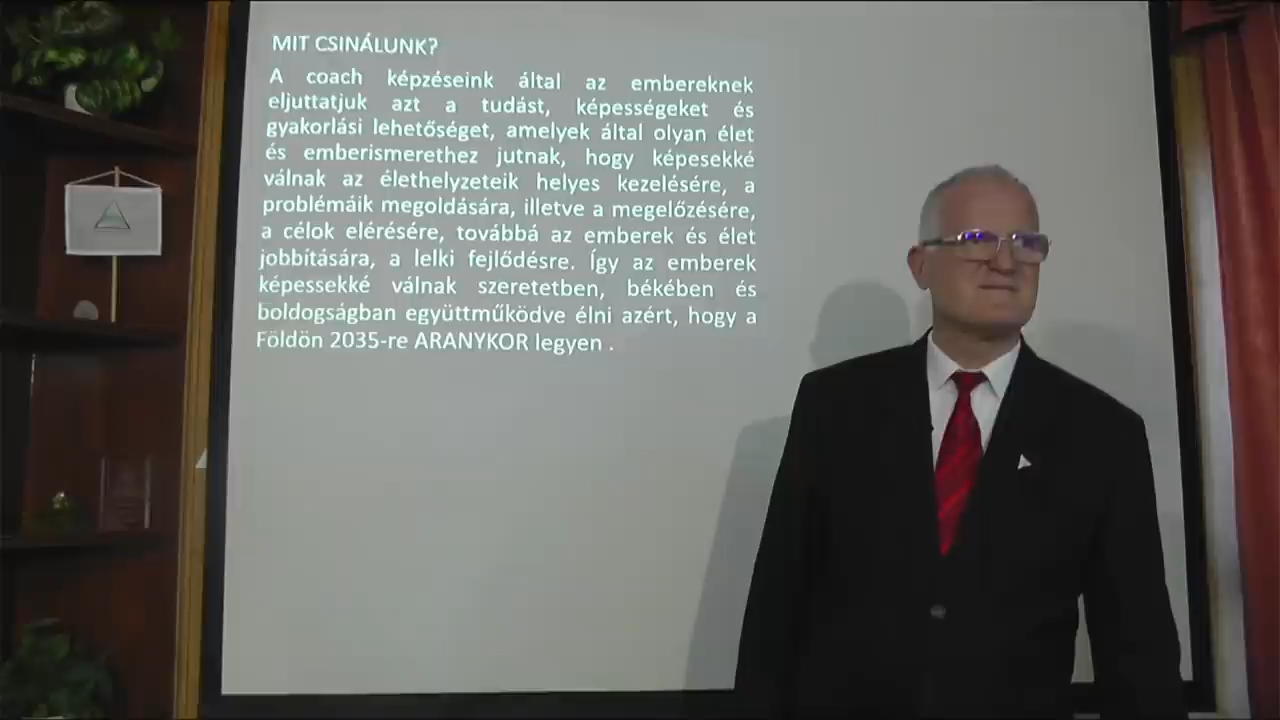 MIT CSINÁLUNK?
A coach képzéseink által az embereknek
eljuttatjuk azt a tudást, képességeket és
gyakorlási lehetőséget, amelyek által olyan élet
és emberismerethez jutnak, hogy képesekké
válnak az élethelyzeteik helyes kezelésére, a
problémáik megoldására, illetve a megelőzésére,
a célok elérésére, továbbá az emberek és élet
jobbítására, a lelki fejlődésre. Így az emberek
képessekké válnak szeretetben, békében és
boldogságban együttműködve élni azért, hogy a
Földön 2035-re ARANYKOR legyen .